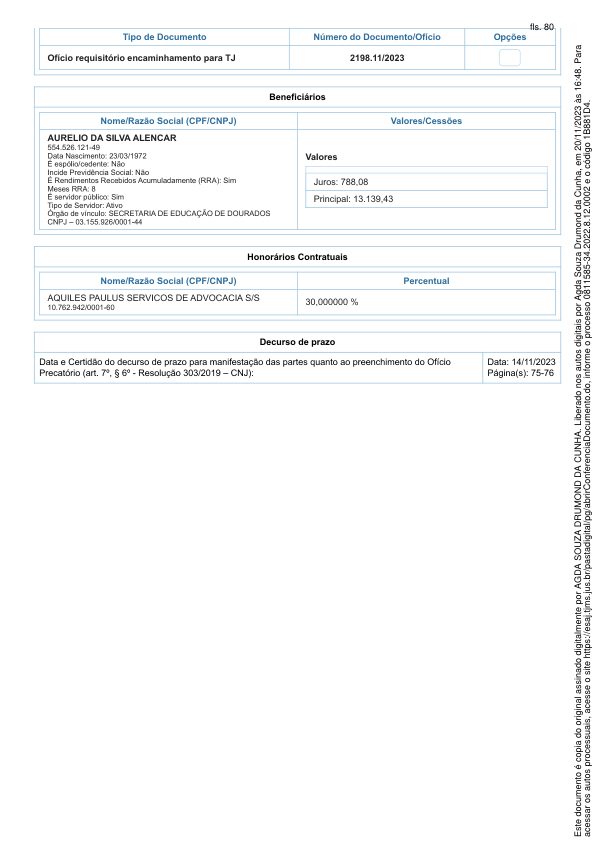 fls. 80
Tipo de Documento
Número do Documento/Ofício
Opções
Ofício requisitório encaminhamento para TJ
2198.11/2023
Beneficiários
Nome/Razão Social (CPF/CNPJ)
Valores/Cessões
AURELIO DA SILVA ALENCAR
554.526.121-49
Data Nascimento: 23/03/1972
É espólio/cedente: Não
Incide Previdência Social: Não
É Rendimentos Recebidos Acumuladamente (RRA): Sim
Meses RRA: 8
É servidor público: Sim
Tipo de Servidor: Ativo
Órgão de vínculo: SECRETARIA DE EDUCAÇÃO DE DOURADOS
CNPJ – 03.155.926/0001-44
Valores
Juros: 788,08
Principal: 13.139,43
Honorários Contratuais
Nome/Razão Social (CPF/CNPJ)
Percentual
AQUILES PAULUS SERVICOS DE ADVOCACIA S/S
10.762.942/0001-60
30,000000 %
Decurso de prazo
Data e Certidão do decurso de prazo para manifestação das partes quanto ao preenchimento do Ofício
Precatório (art. 7º, § 6º - Resolução 303/2019 – CNJ):
Data: 14/11/2023
Página(s): 75-76
Este documento é copia do original assinado digitalmente por AGDA SOUZA DRUMOND DA CUNHA. Liberado nos autos digitais por Agda Souza Drumond da Cunha, em 20/11/2023 às 16:48. Para
acessar os autos processuais, acesse o site https://esaj.tjms.jus.br/pastadigital/pg/abrirConferenciaDocumento.do, informe o processo 0811585-34.2022.8.12.0002 e o código 1B881D4.